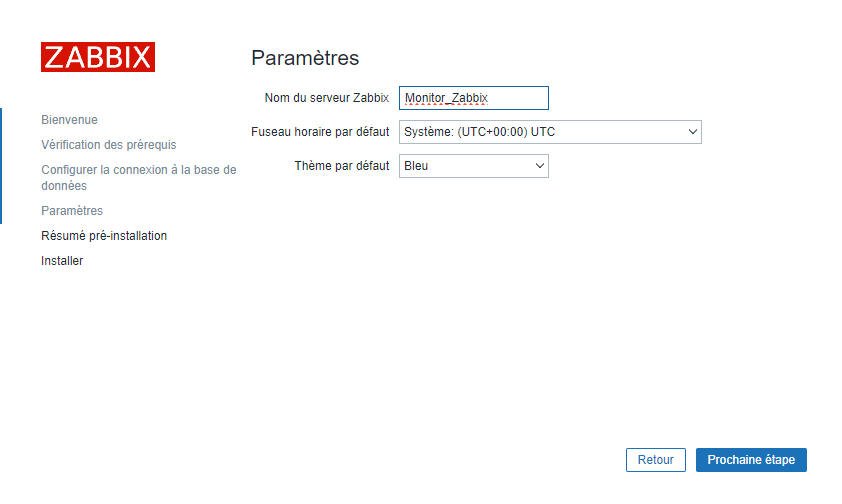 ZABBIX
Paramètres
Nom du serveur Zabbix Monitor_Zabbix
Bienvenue
Fuseau horaire par défaut Système: (UTC+00:00) UTC
Vérification des prérequis
Thème par défaut Bleu
Configurer la connexion à la base de
données
Paramètres
Résumé pré-installation
Installer
Retour Prochaine étape